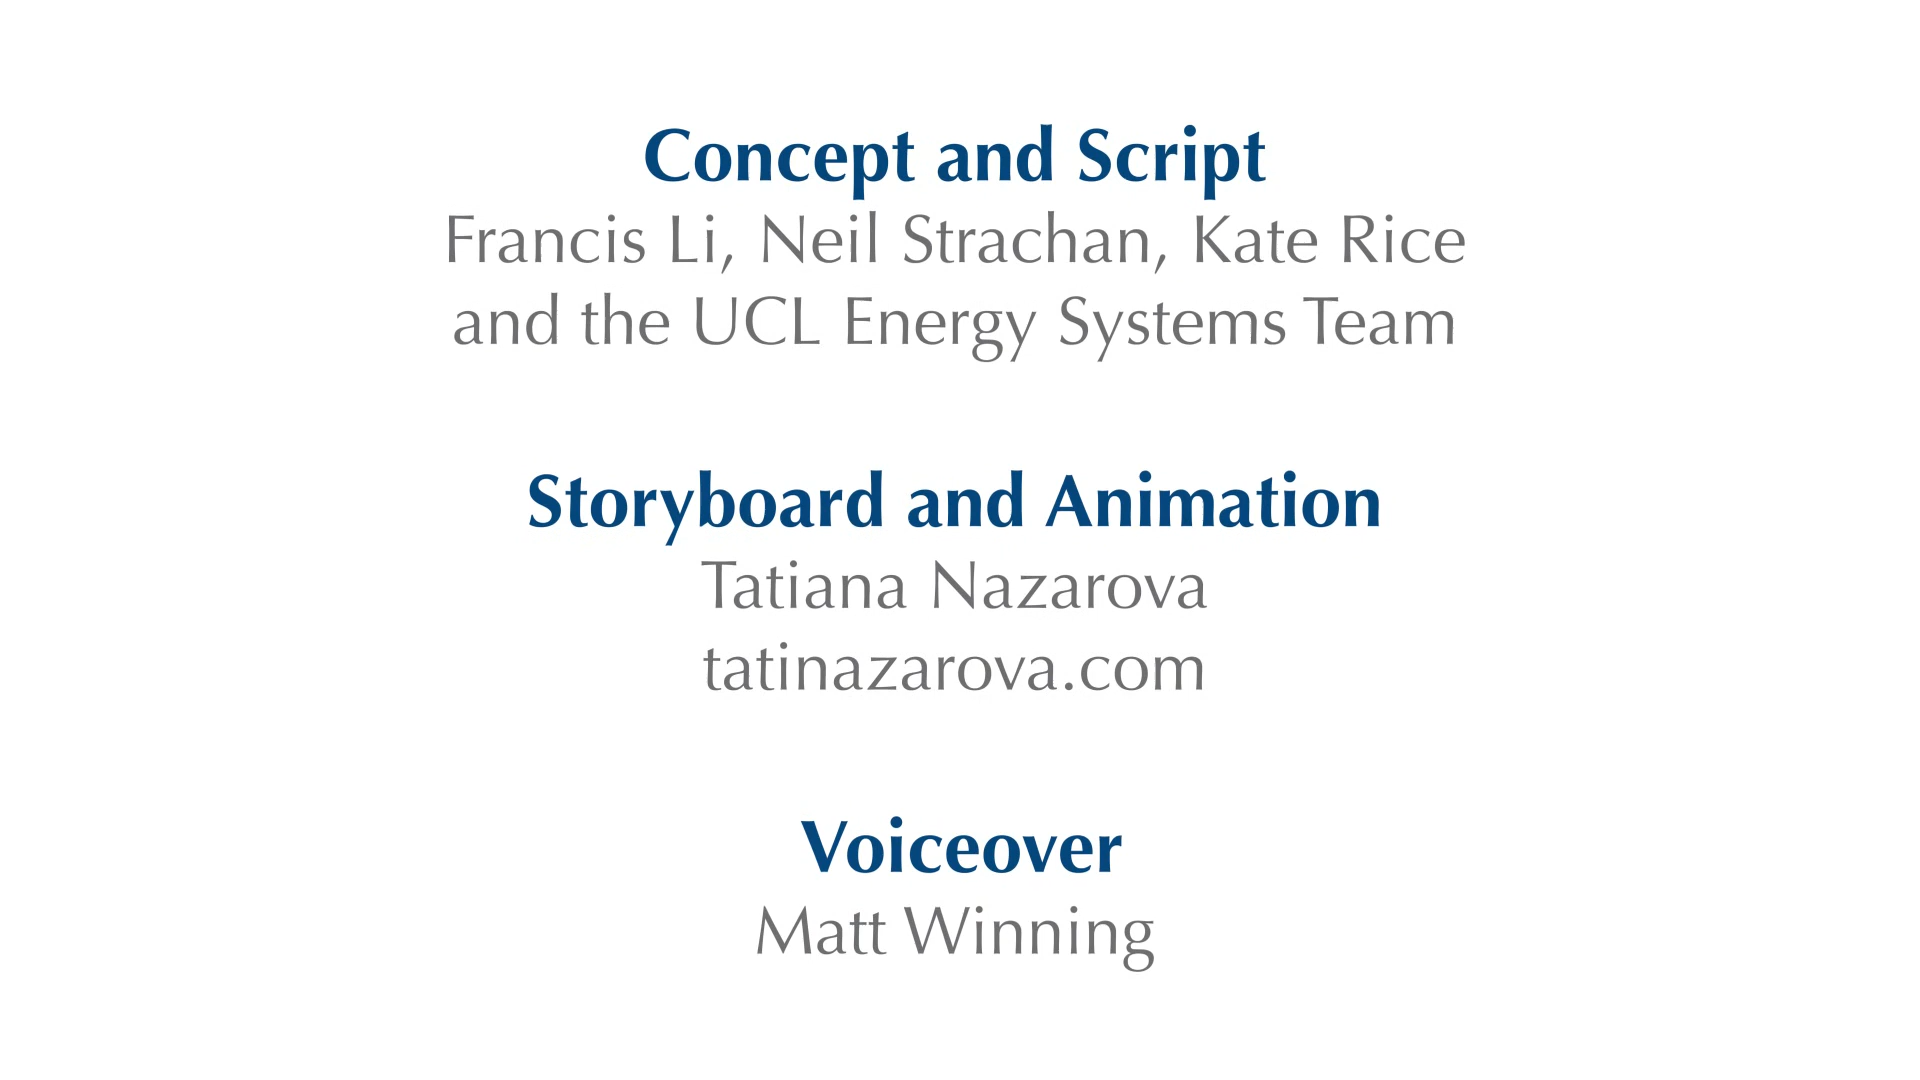 Concept and Script
Francis Li, Neil Strachan, Kate Rice
and the UCL Energy Systems Team
Storyboard and Animation
Tatiana Nazarova
tatinazarova.com
Voiceover
Matt Winning